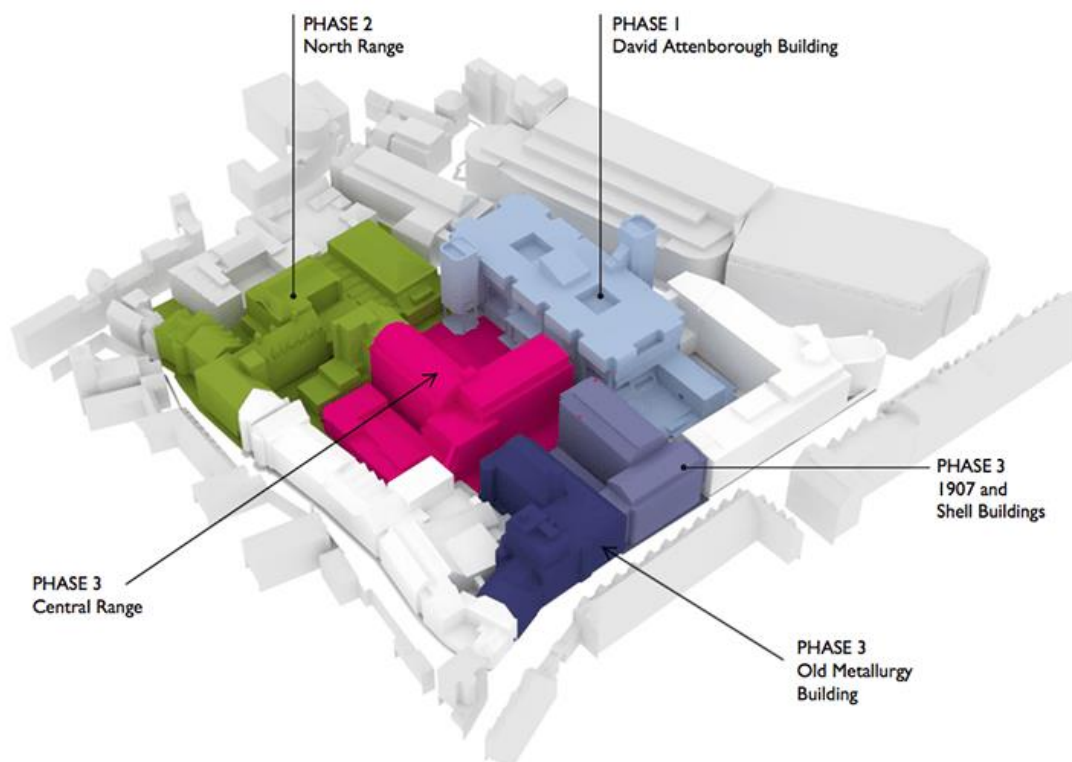 PHASE 2
North Range
PHASE 1
David Attenborough Building
PHASE 3
1907 and
Shell Buildings
PHASE 3
Central Range
PHASE 3
Old Metallurgy
Building